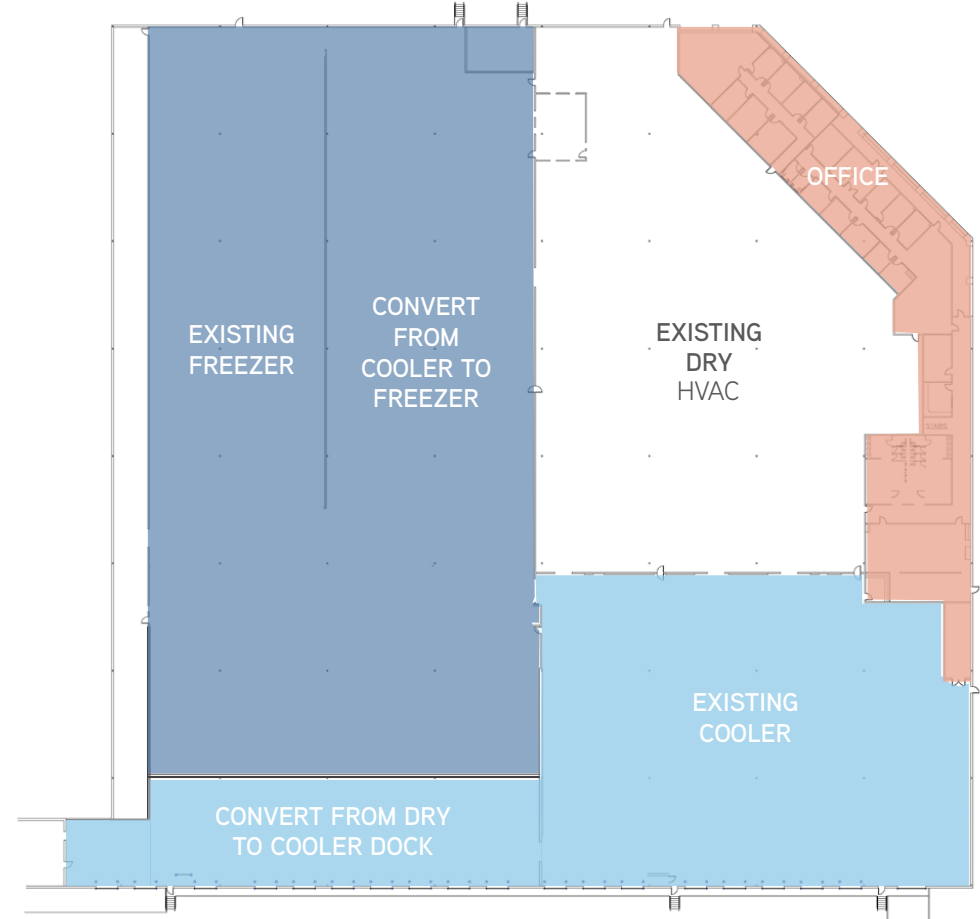 OFFICE
EXISTING
FREEZER
CONVERT
FROM
COOLER TO
FREEZER
EXISTING
DRY
HVAC
STAIRS
EXISTING
COOLER
CONVERT FROM DRY
TO COOLER DOCK